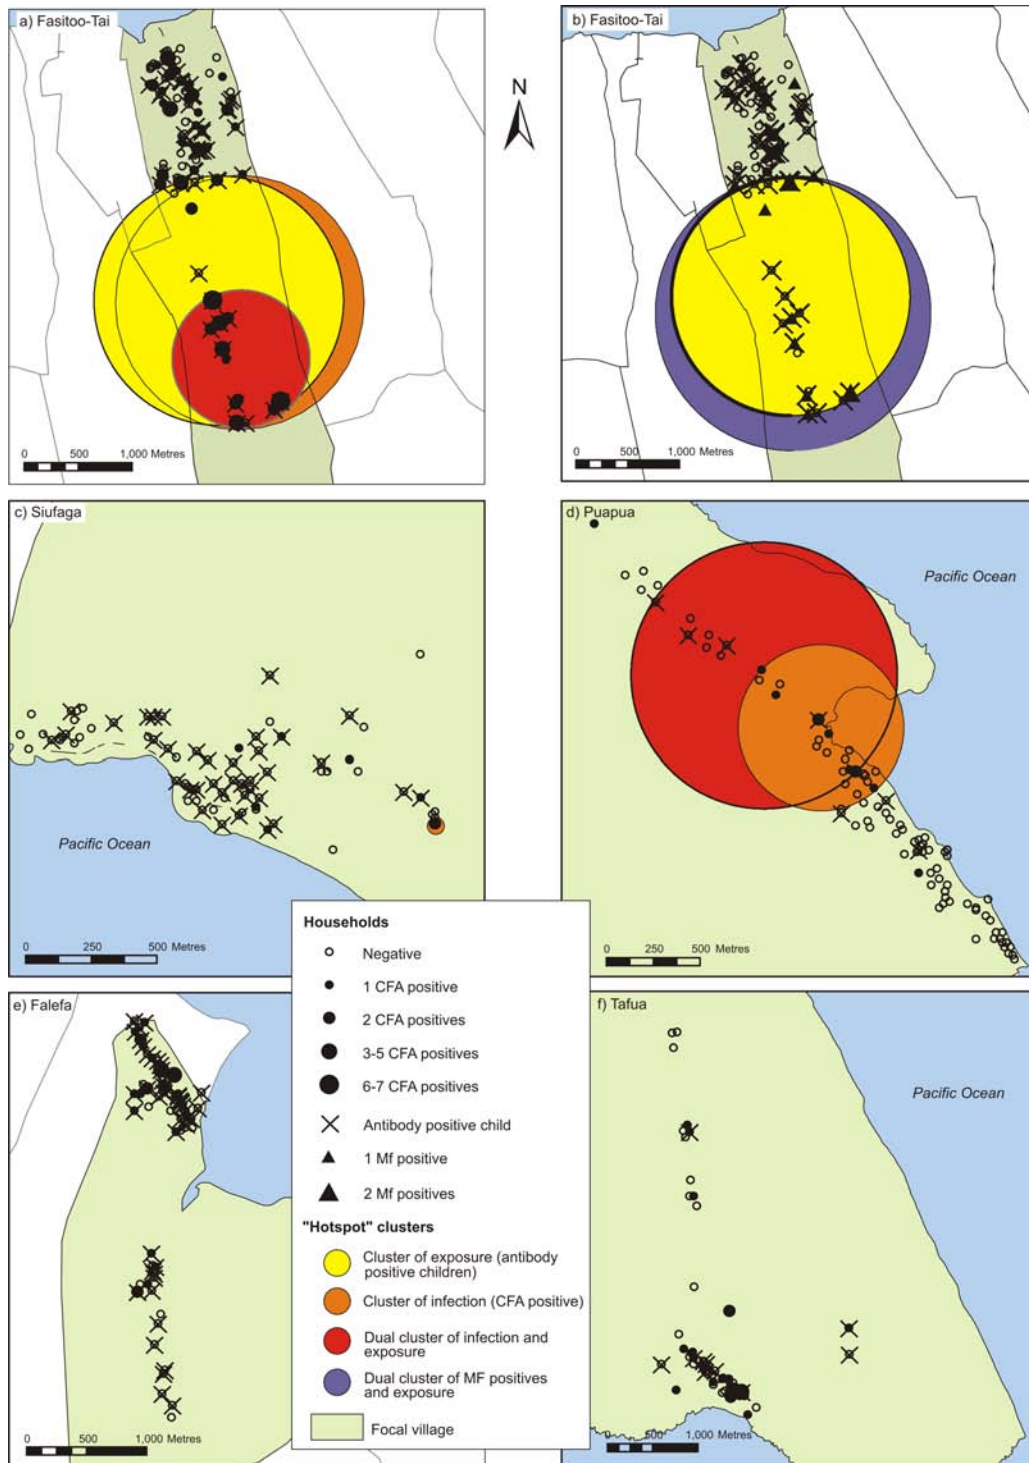 a) Fasitoo-Tai
0 500 1,000 Metres
N
b) Fasitoo-Tai
0 500 1,000 Metres
c) Siufaga
Pacific Ocean
0 250 500 Metres
d) Puapua
Pacific Ocean
0 250 500 Metres
Households
Negative
1 CFA positive
2 CFA positives
3-5 CFA positives
6-7 CFA positives
Antibody positive child
1 Mf positive
2 Mf positives
"Hotspot" clusters
Cluster of exposure (antibody
positive children)
Cluster of infection (CFA positive)
Dual cluster of infection and
exposure
Dual cluster of MF positives
and exposure
Focal village
e) Falefa
0 500 1,000 Metres
f) Tafua
Pacific Ocean
0 500 1,000 Metres